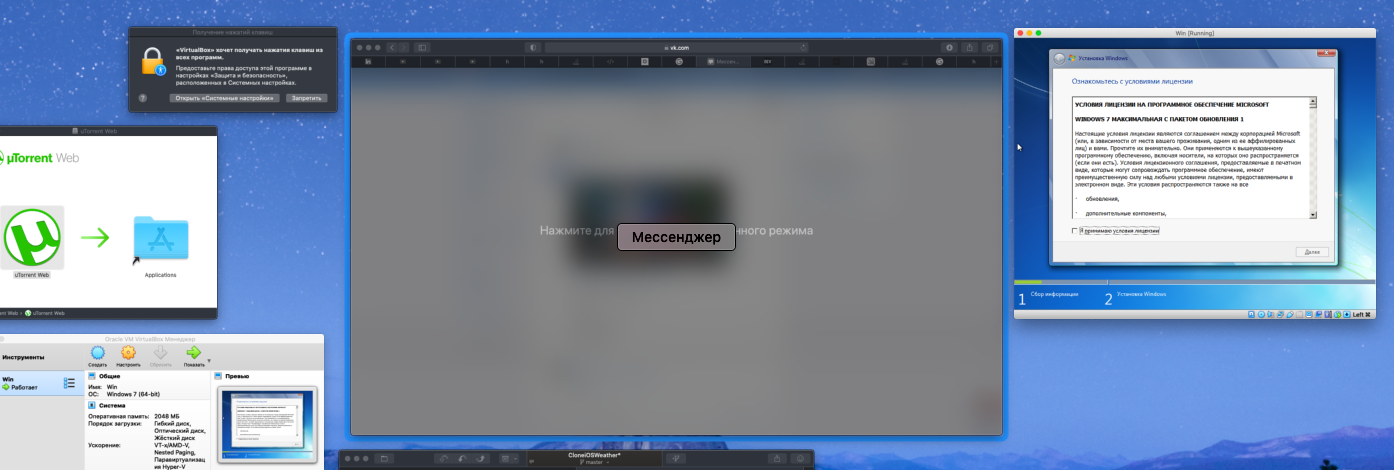 Получение нажатий клавиш
«VirtualBox» хочет получать нажатия клавиш из
всех программ.
Предоставьте права доступа этой программе в
настройках «Защита и безопасность»,
расположенных в Системных настройках.
?
Открыть «Системные настройки»
Запретить
uTorrent Web
µTorrent Web
uTorrent Web
Applications
uTorrent Web
Oracle VM VirtualBox Менеджер
Инструменты
Создать
Настроить
Сбросить
Показать
Win
Работает
Общие
Имя: Win
ОС: Windows 7 (64-bit)
Система
Оперативная память: 2048 МБ
Порядок загрузки: Гибкий диск,
Оптический диск,
Жёсткий диск
Ускорение: VT-x/AMD-V,
Nested Paging,
Паравиртуализац
ия Hyper-V
Превью
vk.com
Мессен...
Нажмите для
нного режима
Мессенджер
CloneiOSWeather*
master
Win [Running]
Установка Windows
Ознакомьтесь с условиями лицензии
УСЛОВИЯ ЛИЦЕНЗИИ НА ПРОГРАММНОЕ ОБЕСПЕЧЕНИЕ MICROSOFT
WINDOWS 7 МАКСИМАЛЬНАЯ С ПАКЕТОМ ОБНОВЛЕНИЯ 1
Настоящие условия лицензии являются соглашением между корпорацией Microsoft
(или, в зависимости от места вашего проживания, одним из ее аффилированных
лиц) и вами. Прочтите их внимательно. Они применяются к вышеуказанному
программному обеспечению, включая носители, на которых оно распространяется
(если они есть). Условия лицензионного соглашения, предоставляемые в печатном
виде, которые могут сопровождать программное обеспечение, имеют
преимущественную силу над любыми условиями лицензии, предоставляемыми в
электронном виде. Эти условия распространяются также на все
· обновления,
· дополнительные компоненты,
Я принимаю условия лицензии
Далее
1 Сбор информации
2 Установка Windows
Left ⌘